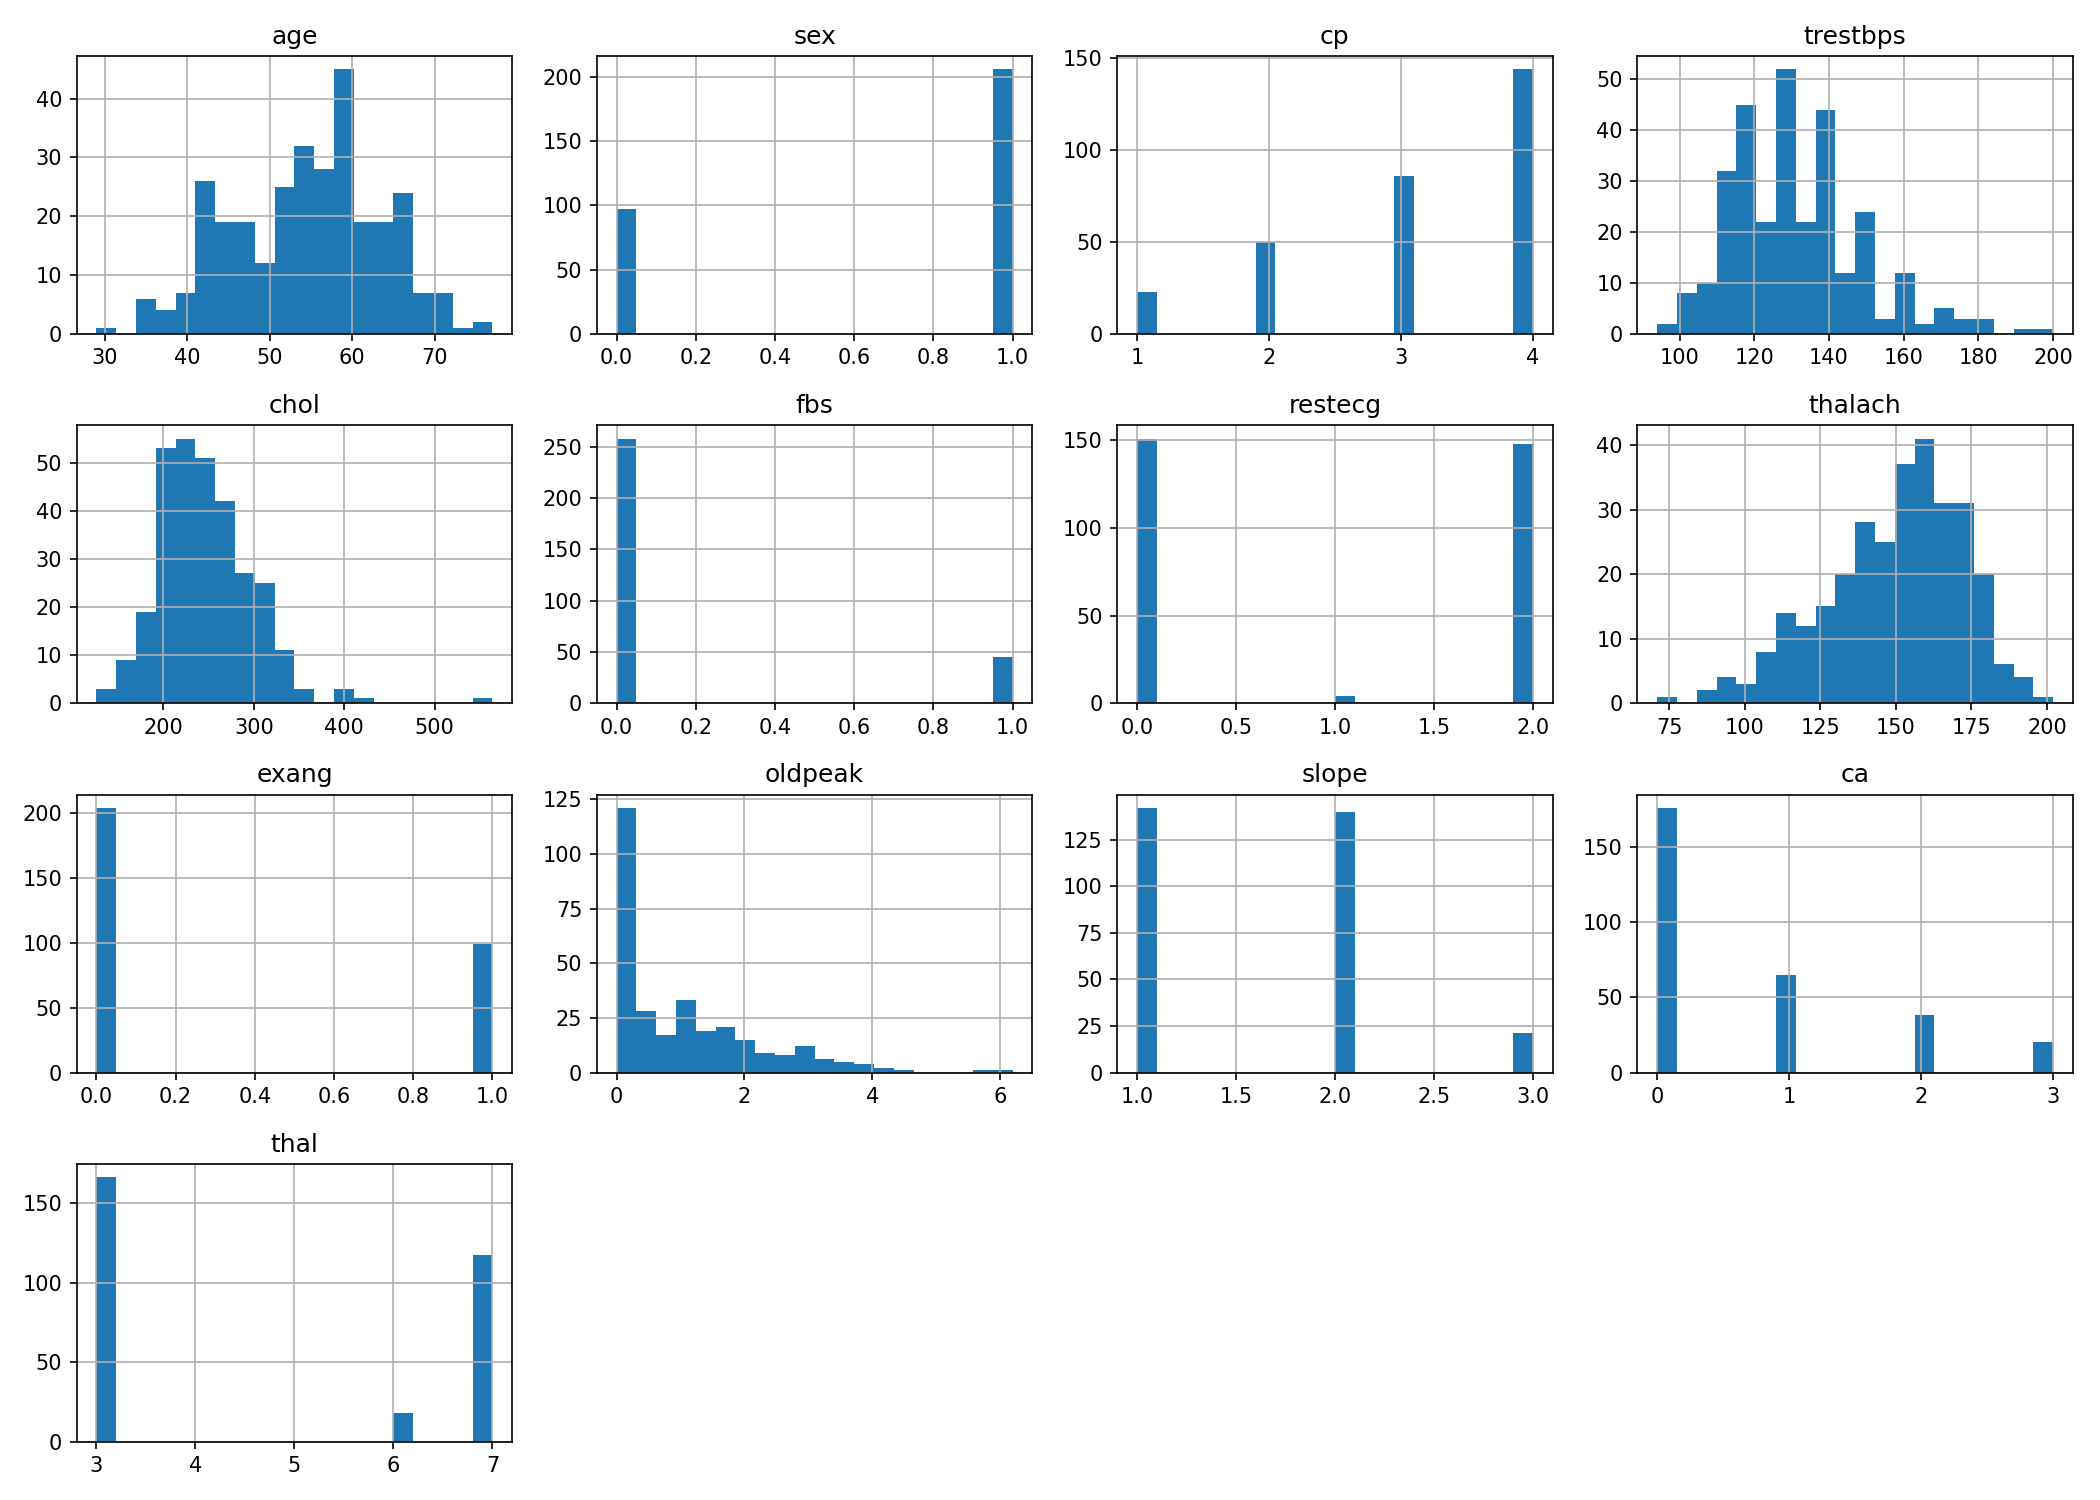 age sex cp trestbps
40 30 20 10 0
30 40 50 60 70
200 150 100 50 0
0.0 0.2 0.4 0.6 0.8 1.0
150 100 50 0
1 2 3 4
50 40 30 20 10 0
100 120 140 160 180 200
chol fbs restecg thalach
50 40 30 20 10 0
200 300 400 500
250 200 150 100 50 0
0.0 0.2 0.4 0.6 0.8 1.0
150 100 50 0
0.0 0.5 1.0 1.5 2.0
40 30 20 10 0
75 100 125 150 175 200
exang oldpeak slope ca
200 150 100 50 0
0.0 0.2 0.4 0.6 0.8 1.0
125 100 75 50 25 0
0 2 4 6
125 100 75 50 25 0
1.0 1.5 2.0 2.5 3.0
150 100 50 0
0 1 2 3
thal
150 100 50 0
3 4 5 6 7